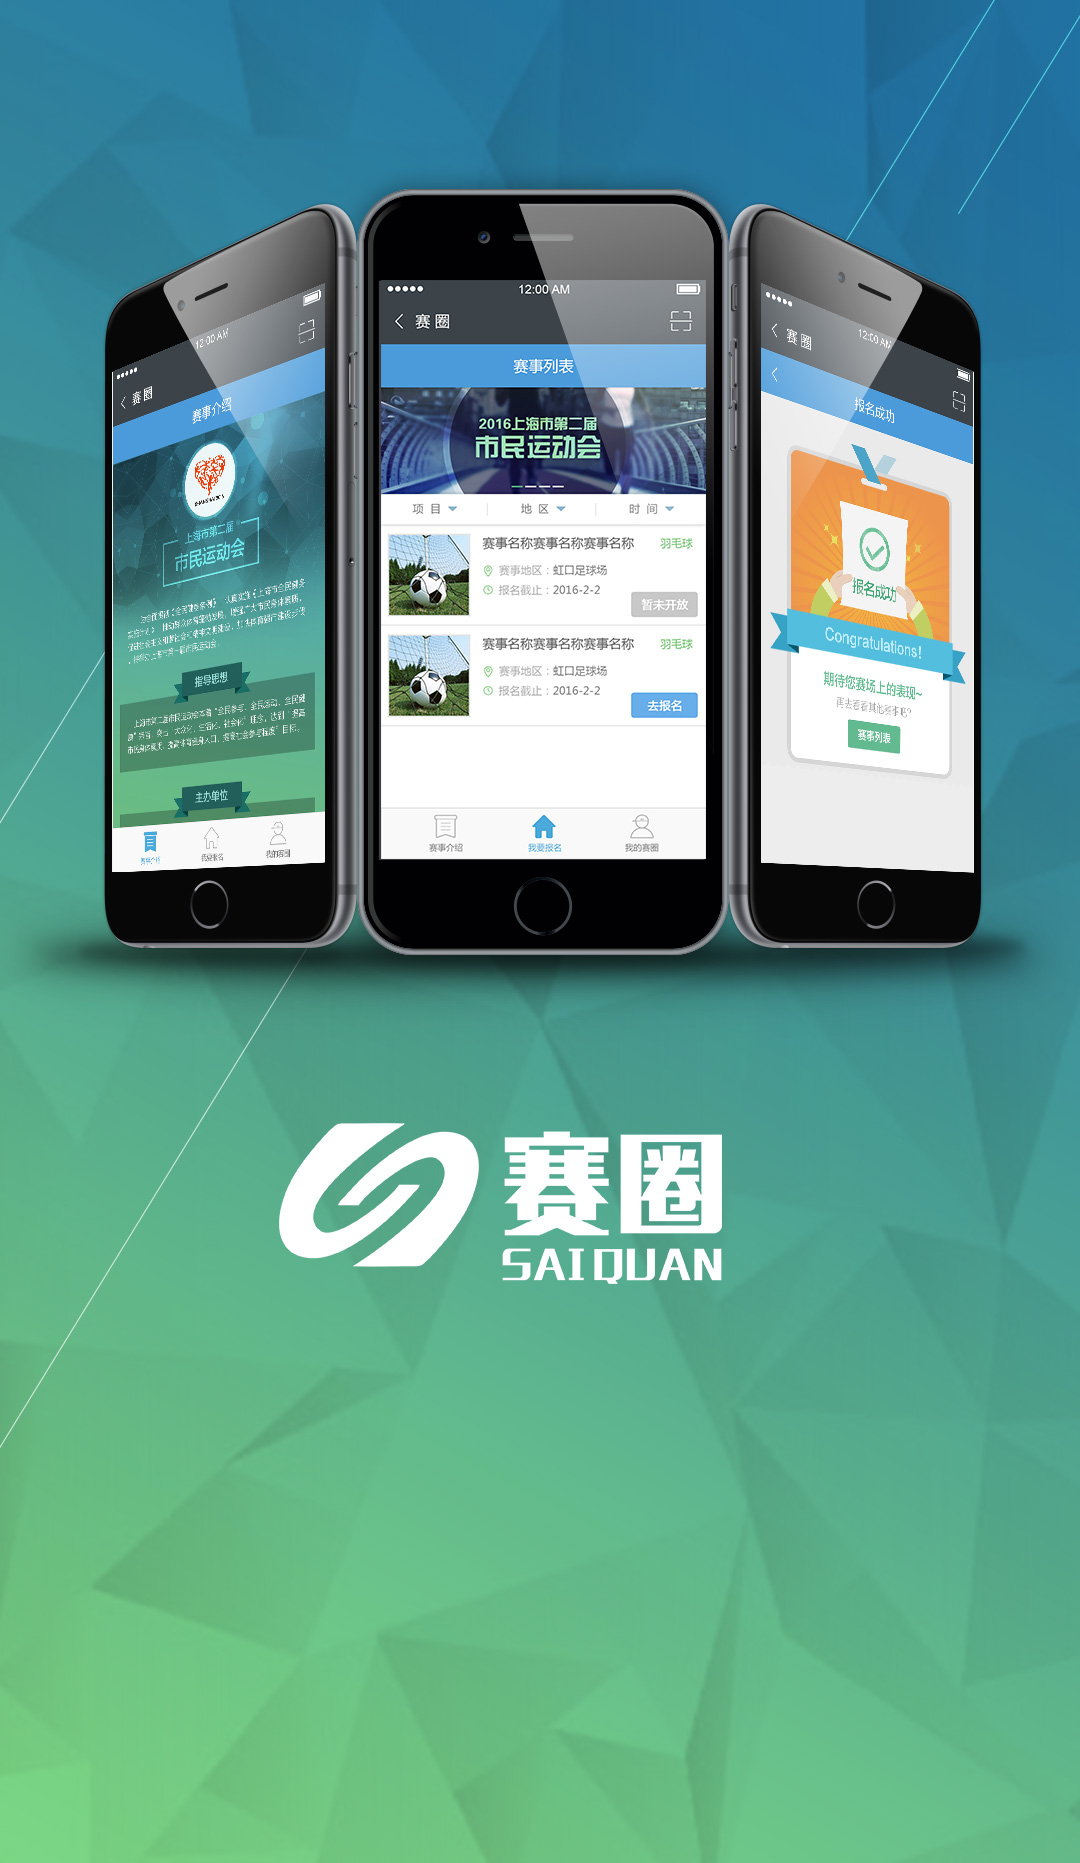 12:00 AM
赛 圈
赛事介绍
上海市第二届
市民运动会
指导思想
主办单位
赛事介绍
我要报名
我的赛圈
12:00 AM
赛 圈
赛事列表
2016上海市第二届
市民运动会
项 目
地 区
时 间
赛事名称赛事名称赛事名称
羽毛球
赛事地区：虹口足球场
报名截止：2016-2-2
暂未开放
赛事名称赛事名称赛事名称
羽毛球
赛事地区：虹口足球场
报名截止：2016-2-2
去报名
赛事介绍
我要报名
我的赛圈
12:00 AM
赛 圈
报名成功
报名成功
Congratulations!
期待您赛场上的表现~
再去看看其他赛事吧?
赛事列表
赛圈
SAIQUAN